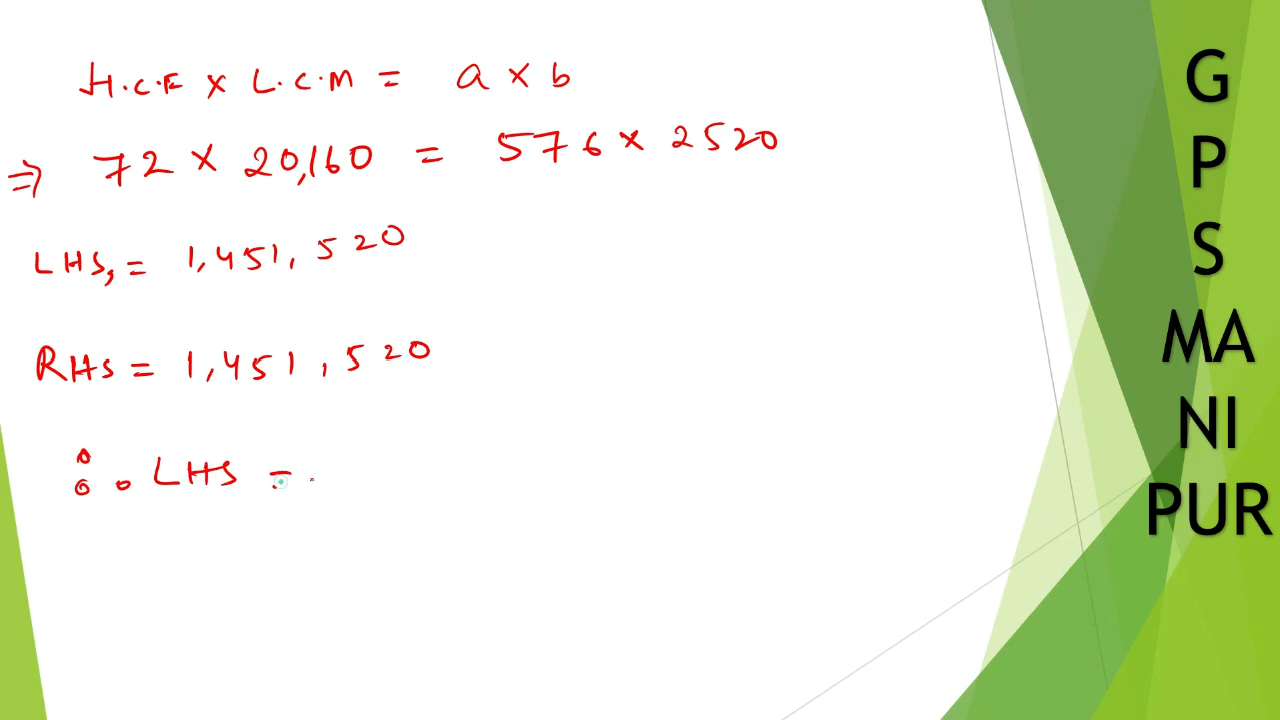 H.C.F × L.C.M = a × b
⇒ 72 × 20,160 = 576 × 2520
LHS, = 1,451,520
RHS = 1,451,520
∴ LHS =
G
P
S
MA
NI
PUR